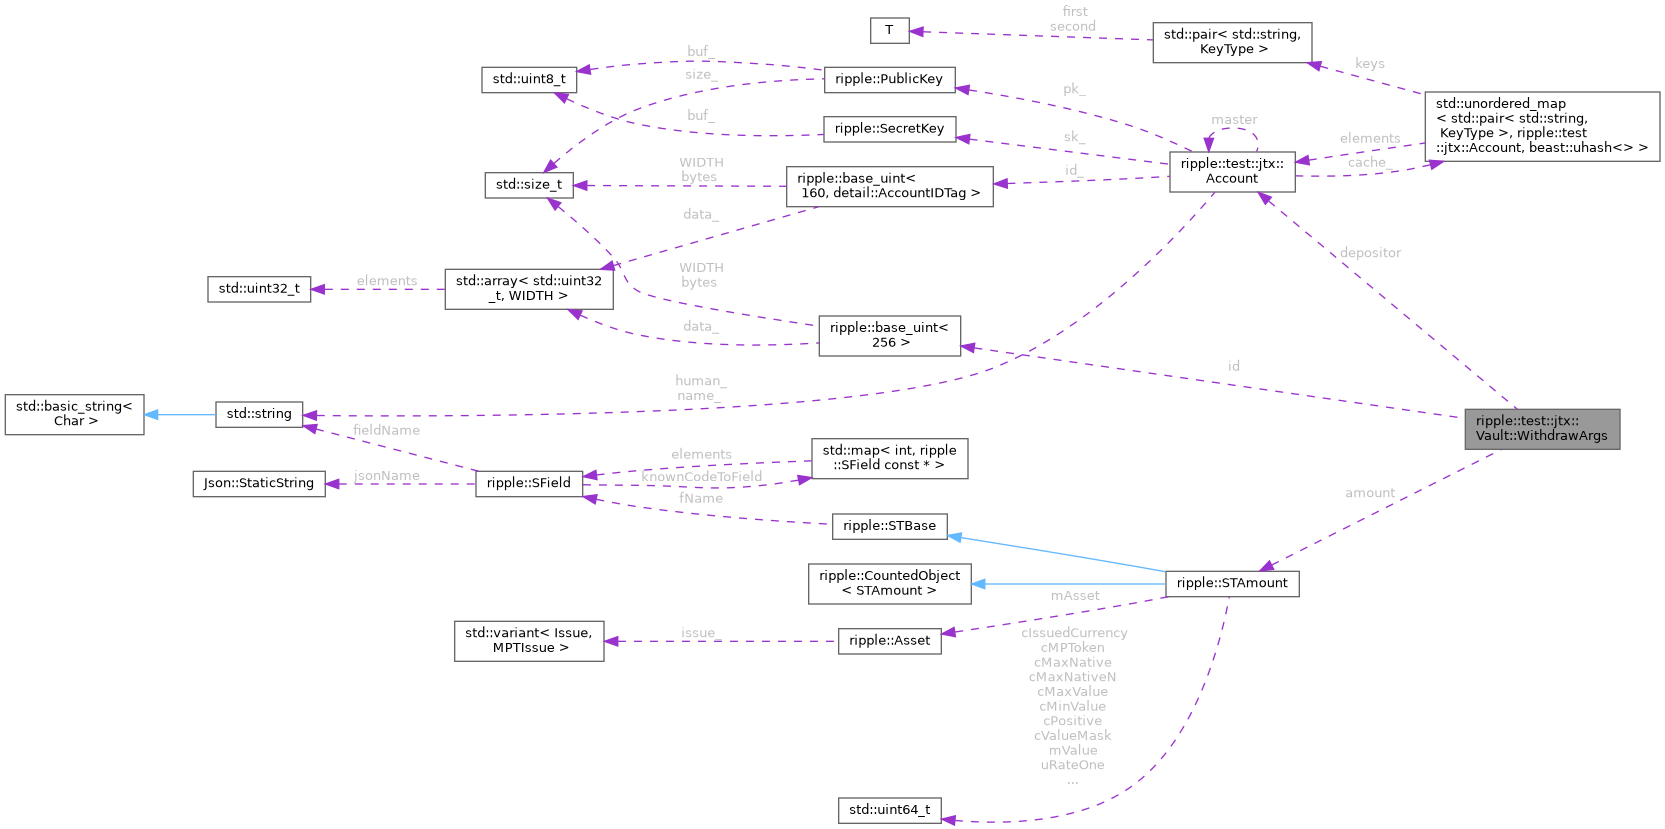 first
second
T
std::pair< std::string,
KeyType >
buf_
size_
std::uint8_t
ripple::PublicKey
keys
pk_
std::unordered_map
< std::pair< std::string,
KeyType >, ripple::test
::jtx::Account, beast::uhash<> >
buf_
ripple::SecretKey
master
sk_
elements
cache_
ripple::test::jtx::
Account
WIDTH
bytes
std::size_t
ripple::base_uint<
160, detail::AccountIDTag >
id_
data_
depositor
WIDTH
bytes
std::uint32_t
elements
std::array< std::uint32
_t, WIDTH >
data_
ripple::base_uint<
256 >
id
human_
name_
std::basic_string<
Char >
std::string
fieldName
ripple::test::jtx::
Vault::WithdrawArgs
elements
std::map< int, ripple
::SField const * >
Json::StaticString
jsonName
ripple::SField
knownCodeToField
fName
amount
ripple::STBase
ripple::CountedObject
< STAmount >
ripple::STAmount
mAsset
std::variant< Issue,
MPTIssue >
issue_
ripple::Asset
cIssuedCurrency
cMPToken
cMaxNative
cMaxNativeN
cMaxValue
cMinValue
cPositive
cValueMask
mValue
uRateOne
...
std::uint64_t